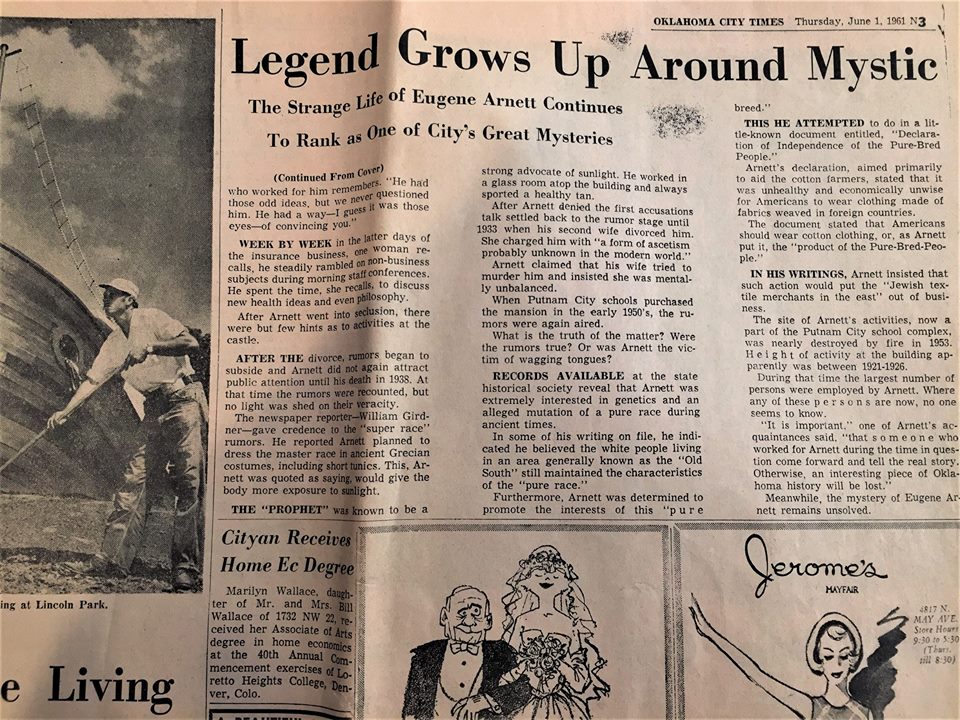 OKLAHOMA CITY TIMES Thursday, June 1, 1961 N3
Legend Grows Up Around Mystic
The Strange Life of Eugene Arnett Continues
To Rank as One of City's Great Mysteries
(Continued From Cover)
who worked for him remembers. "He had
those odd ideas, but we never questioned
him. He had a way—I guess it was those
eyes—of convincing you."
WEEK BY WEEK in the latter days of
the insurance business, one woman re-
calls, he steadily rambled on non-business
subjects during morning staff conferences.
He spent the time, she recalls, to discuss
new health ideas and even philosophy.
After Arnett went into seclusion, there
were but few hints as to activities at the
castle.
AFTER THE divorce, rumors began to
subside and Arnett did not again attract
public attention until his death in 1938. At
that time the rumors were recounted, but
no light was shed on their veracity.
The newspaper reporter—William Gird-
ner—gave credence to the "super race"
rumors. He reported Arnett planned to
dress the master race in ancient Grecian
costumes, including short tunics. This, Ar-
nett was quoted as saying, would give the
body more exposure to sunlight.
THE "PROPHET" was known to be a
strong advocate of sunlight. He worked in
a glass room atop the building and always
sported a healthy tan.
After Arnett denied the first accusations
talk settled back to the rumor stage until
1933 when his second wife divorced him.
She charged him with "a form of ascetism
probably unknown in the modern world."
Arnett claimed that his wife tried to
murder him and insisted she was mental-
ly unbalanced.
When Putnam City schools purchased
the mansion in the early 1950's, the ru-
mors were again aired.
What is the truth of the matter? Were
the rumors true? Or was Arnett the vic-
tim of wagging tongues?
RECORDS AVAILABLE at the state
historical society reveal that Arnett was
extremely interested in genetics and an
alleged mutation of a pure race during
ancient times.
In some of his writing on file, he indi-
cated he believed the white people living
in an area generally known as the "Old
South" still maintained the characteristics
of the "pure race."
Furthermore, Arnett was determined to
promote the interests of this "pure
breed."
THIS HE ATTEMPTED to do in a lit-
tle-known document entitled, "Declara-
tion of Independence of the Pure-Bred
People."
Arnett's declaration, aimed primarily
to aid the cotton farmers, stated that it
was unhealthy and economically unwise
for Americans to wear clothing made of
fabrics weaved in foreign countries.
The document stated that Americans
should wear cotton clothing, or, as Arnett
put it, the "product of the Pure-Bred-Peo-
ple."
IN HIS WRITINGS, Arnett insisted that
such action would put the "Jewish tex-
tile merchants in the east" out of busi-
ness.
The site of Arnett's activities, now a
part of the Putnam City school complex,
was nearly destroyed by fire in 1953.
Height of activity at the building ap-
parently was between 1921-1926.
During that time the largest number of
persons were employed by Arnett. Where
any of these persons are now, no one
seems to know.
"It is important," one of Arnett's ac-
quaintances said, "that someone who
worked for Arnett during the time in ques-
tion come forward and tell the real story.
Otherwise, an interesting piece of Okla-
homa history will be lost."
Meanwhile, the mystery of Eugene Ar-
nett remains unsolved.
ing at Lincoln Park.
e Living
Cityan Receives
Home Ec Degree
Marilyn Wallace, daugh-
ter of Mr. and Mrs. Bill
Wallace of 1732 NW 22, re-
ceived her Associate of Arts
degree in home economics
at the 40th Annual Com-
mencement exercises of Lo-
retto Heights College, Den-
ver, Colo.
Jerome's
MAYFAIR
4817 N.
MAY AVE.
Store Hours
9:30 to 5:30
(Thurs.
till 8:30)